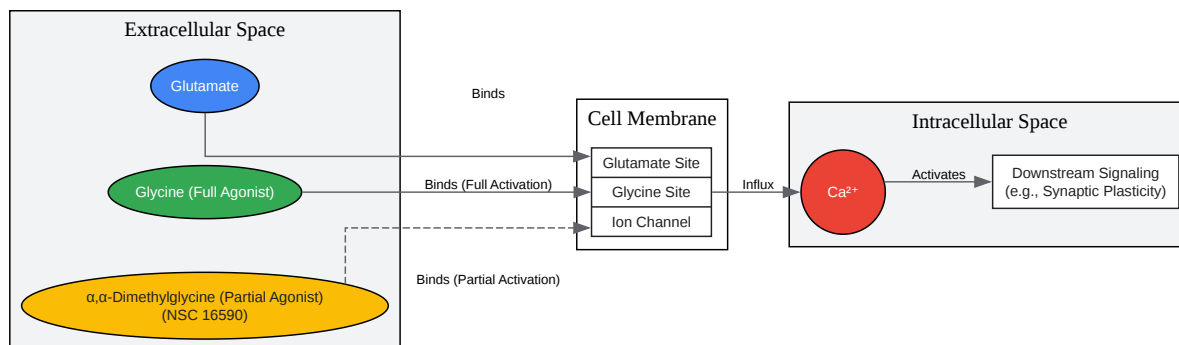 Extracellular Space
Glutamate
Binds
Cell Membrane
Intracellular Space
Glutamate Site
Glycine (Full Agonist)
Binds (Full Activation)
Glycine Site
Influx
Ca²⁺
Activates
Downstream Signaling
(e.g., Synaptic Plasticity)
Ion Channel
Binds (Partial Activation)
α,α-Dimethylglycine (Partial Agonist)
(NSC 16590)